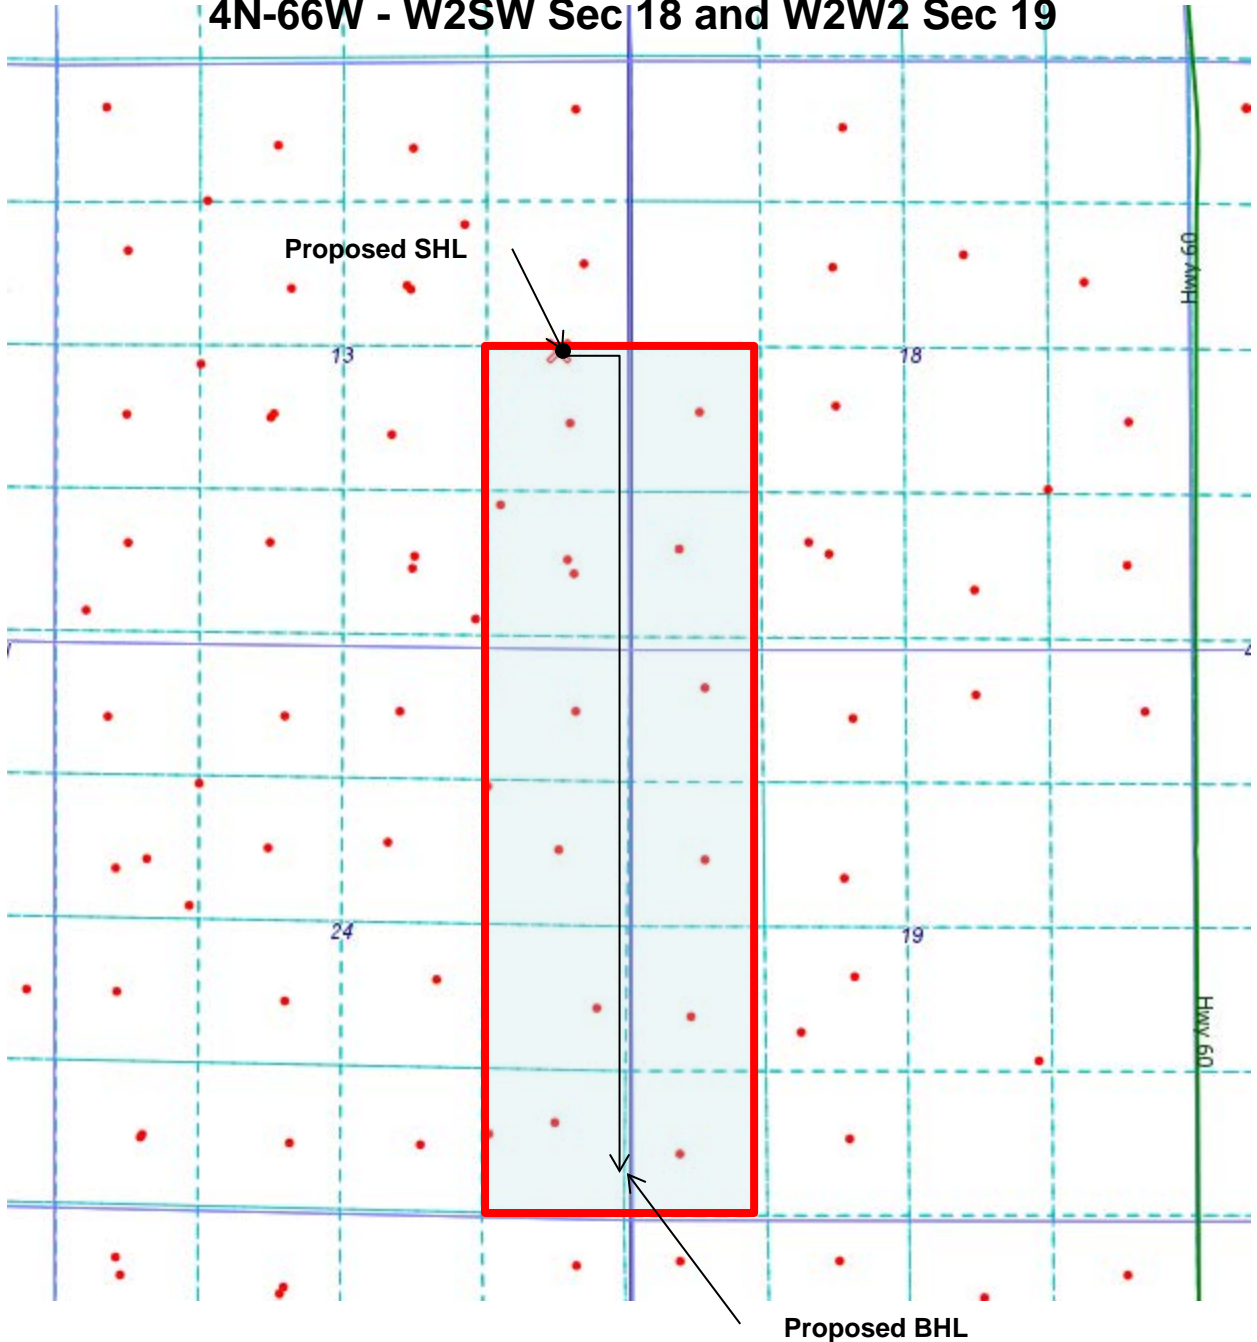 4N-66W - W2SW Sec 18 and W2W2 Sec 19
Hwy 60
Proposed SHL
13
18
24
19
Hwy 60
Proposed BHL